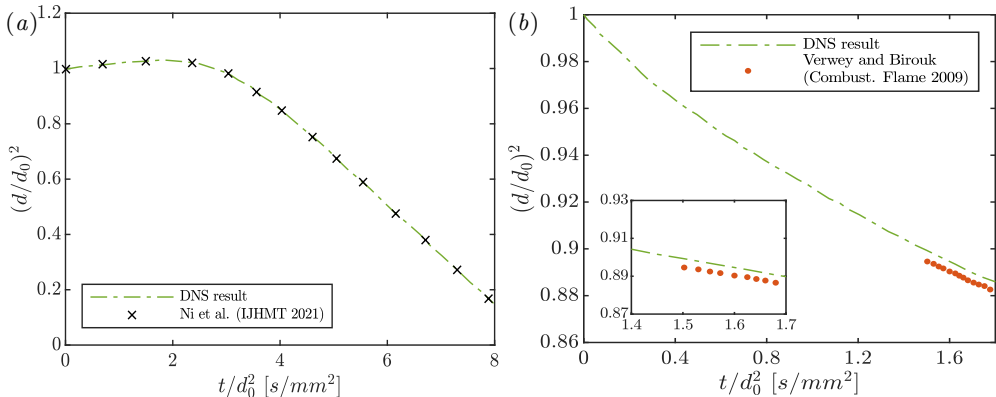 (a)
1.2
1
0.8
0.6
0.4
0.2
0
(d/d₀)²
DNS result
Ni et al. (IJHMT 2021)
0 2 4 6 8
t/d₀² [s/mm²]
(b)
1
0.98
0.96
0.94
0.92
0.9
0.88
0.86
(d/d₀)²
DNS result
Verwey and Birouk
(Combust. Flame 2009)
0.93
0.91
0.89
0.87
1.4 1.5 1.6 1.7
0 0.4 0.8 1.2 1.6
t/d₀² [s/mm²]